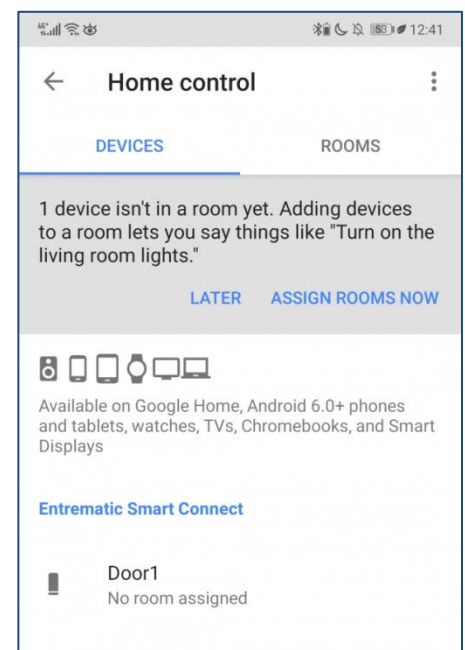 12:41
Home control
DEVICES
ROOMS
1 device isn't in a room yet. Adding devices
to a room lets you say things like "Turn on the
living room lights."
LATER
ASSIGN ROOMS NOW
Available on Google Home, Android 6.0+ phones
and tablets, watches, TVs, Chromebooks, and Smart
Displays
Entrematic Smart Connect
Door1
No room assigned